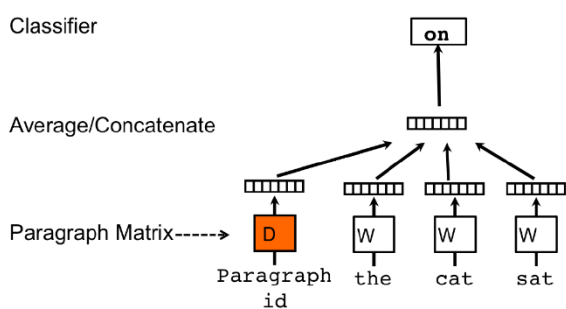 Classifier
on
Average/Concatenate
Paragraph Matrix
D
W
W
W
Paragraph
id
the
cat
sat